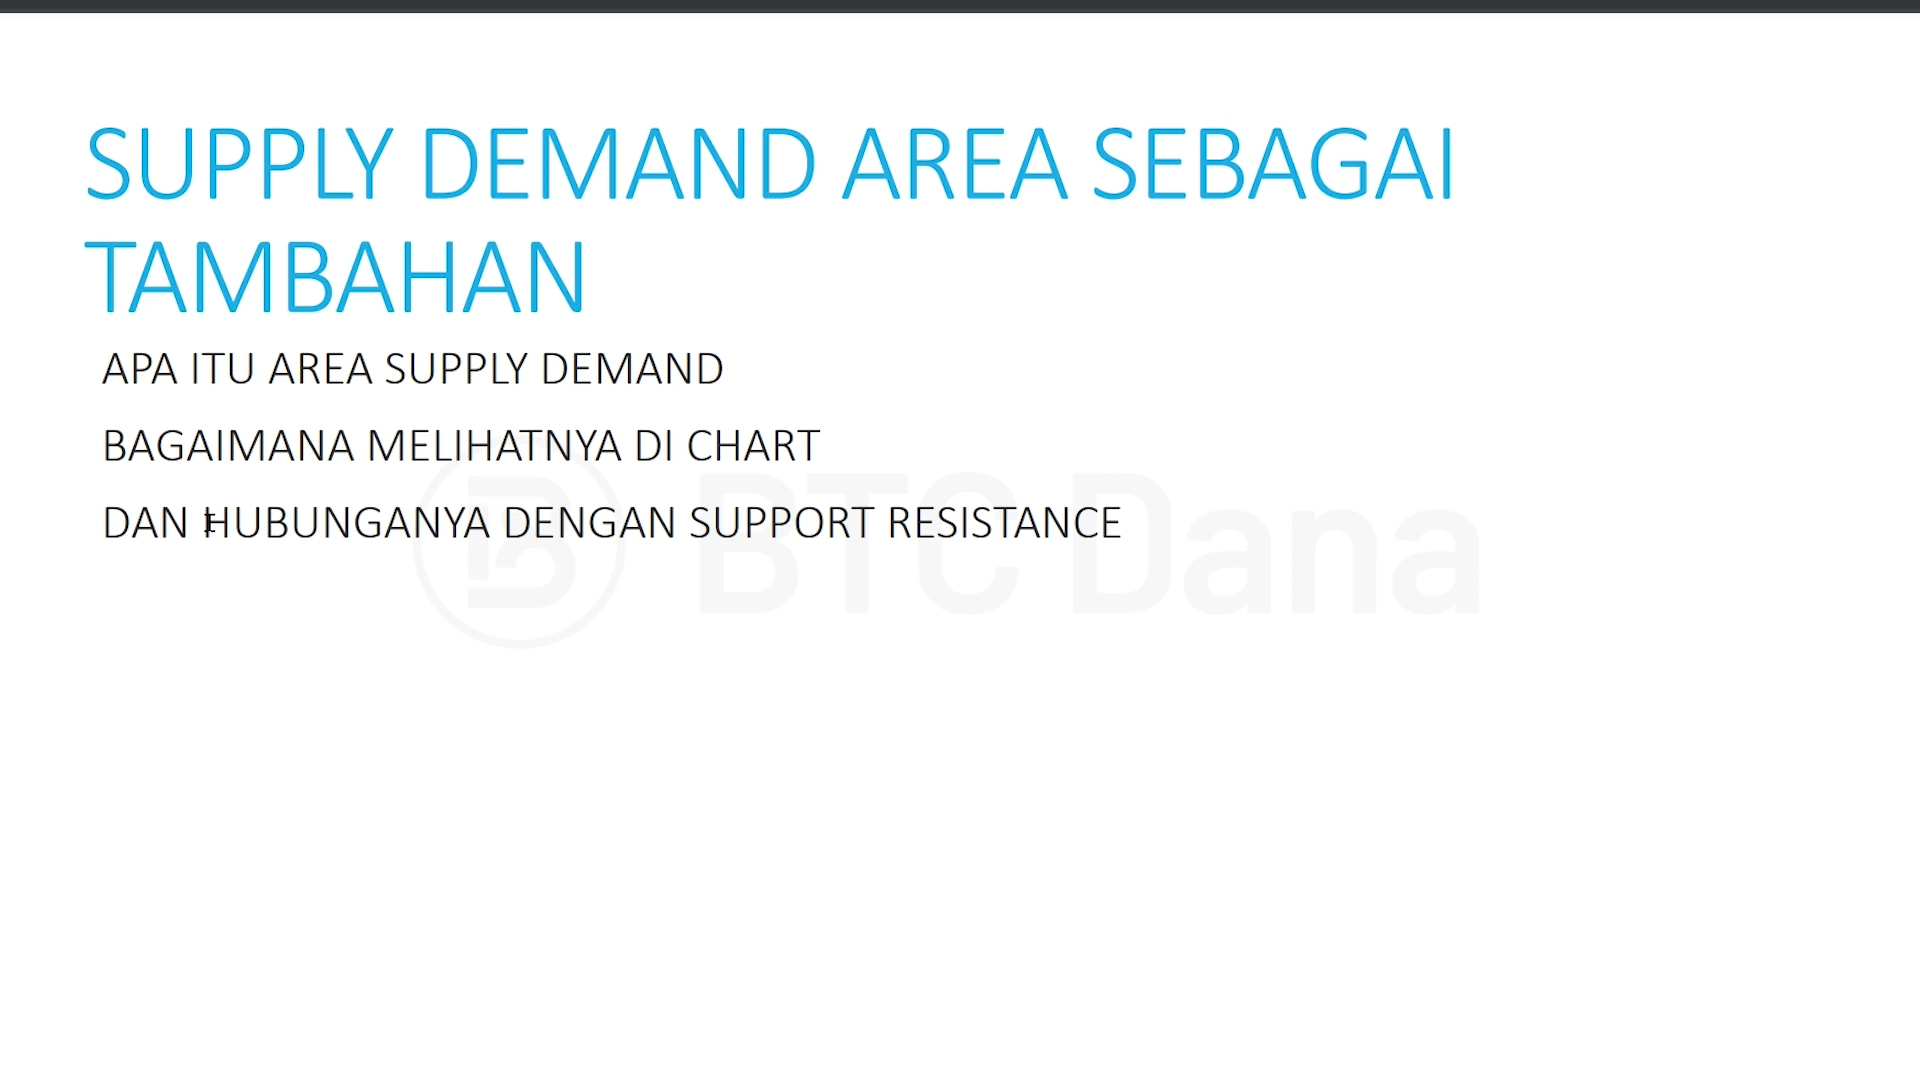 SUPPLY DEMAND AREA SEBAGAI
TAMBAHAN
APA ITU AREA SUPPLY DEMAND
BAGAIMANA MELIHATNYA DI CHART
DAN HUBUNGANYA DENGAN SUPPORT RESISTANCE
BTC Dana